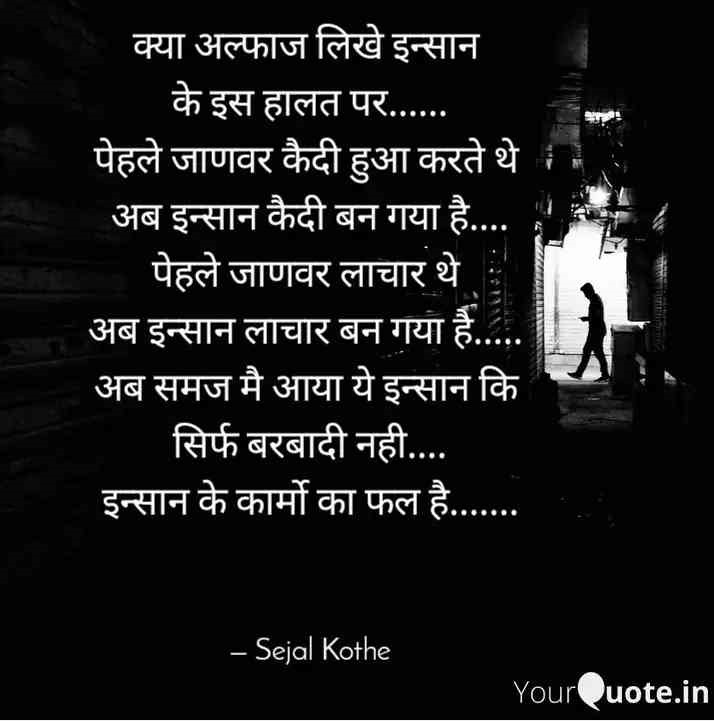 क्या अल्फाज लिखे इन्सान
के इस हालत पर......
पेहले जाणवर कैदी हुआ करते थे
अब इन्सान कैदी बन गया है....
पेहले जाणवर लाचार थे
अब इन्सान लाचार बन गया है.....
अब समज मै आया ये इन्सान कि
सिर्फ बरबादी नही....
इन्सान के कार्मो का फल है.......
– Sejal Kothe
YourQuote.in